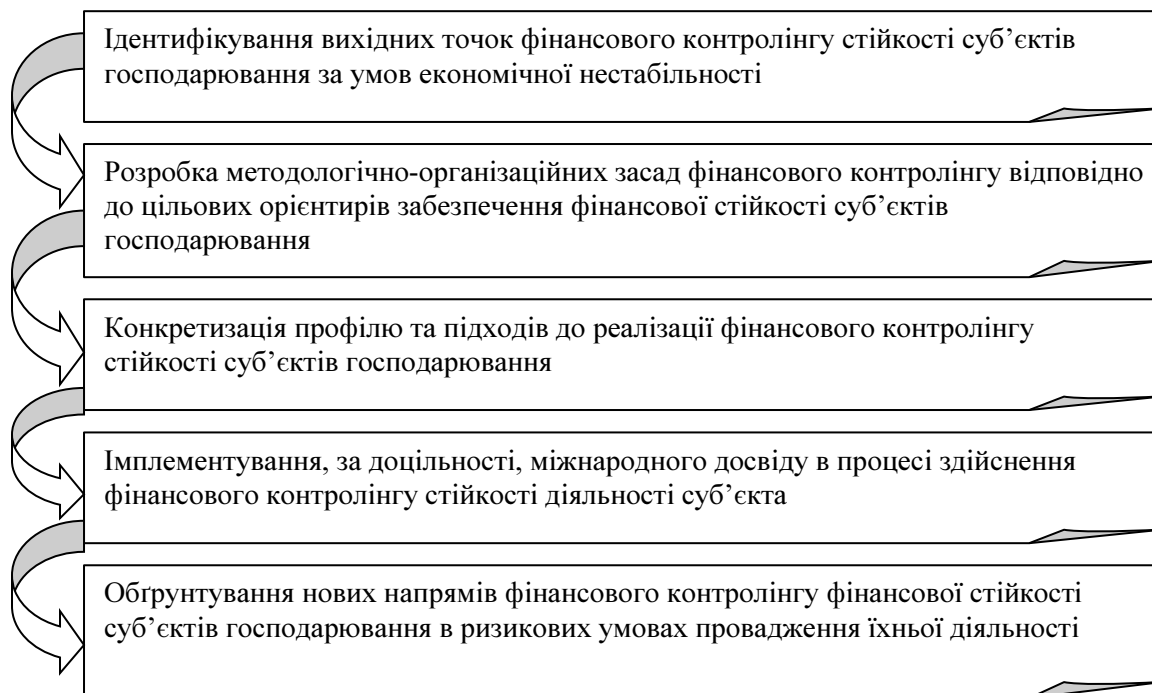 Ідентифікування вихідних точок фінансового контролінгу стійкості суб’єктів
господарювання за умов економічної нестабільності
Розробка методологічно-організаційних засад фінансового контролінгу відповідно
до цільових орієнтирів забезпечення фінансової стійкості суб’єктів
господарювання
Конкретизація профілю та підходів до реалізації фінансового контролінгу
стійкості суб’єктів господарювання
Імплементування, за доцільності, міжнародного досвіду в процесі здійснення
фінансового контролінгу стійкості діяльності суб’єкта
Обґрунтування нових напрямів фінансового контролінгу фінансової стійкості
суб’єктів господарювання в ризикових умовах провадження їхньої діяльності